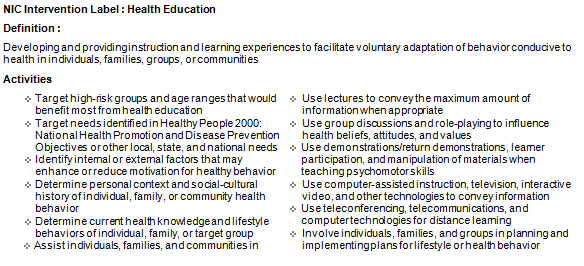 NIC Intervention Label : Health Education
Definition :
Developing and providing instruction and learning experiences to facilitate voluntary adaptation of behavior conducive to
health in individuals, families, groups, or communities
Activities
❖ Target high-risk groups and age ranges that would
benefit most from health education
❖ Target needs identified in Healthy People 2000:
National Health Promotion and Disease Prevention
Objectives or other local, state, and national needs
❖ Identify internal or external factors that may
enhance or reduce motivation for healthy behavior
❖ Determine personal context and social-cultural
history of individual, family, or community health
behavior
❖ Determine current health knowledge and lifestyle
behaviors of individual, family, or target group
❖ Assist individuals, families, and communities in
❖ Use lectures to convey the maximum amount of
information when appropriate
❖ Use group discussions and role-playing to influence
health beliefs, attitudes, and values
❖ Use demonstrations/return demonstrations, learner
participation, and manipulation of materials when
teaching psychomotor skills
❖ Use computer-assisted instruction, television, interactive
video, and other technologies to convey information
❖ Use teleconferencing, telecommunications, and
computer technologies for distance learning
❖ Involve individuals, families, and groups in planning and
implementing plans for lifestyle or health behavior